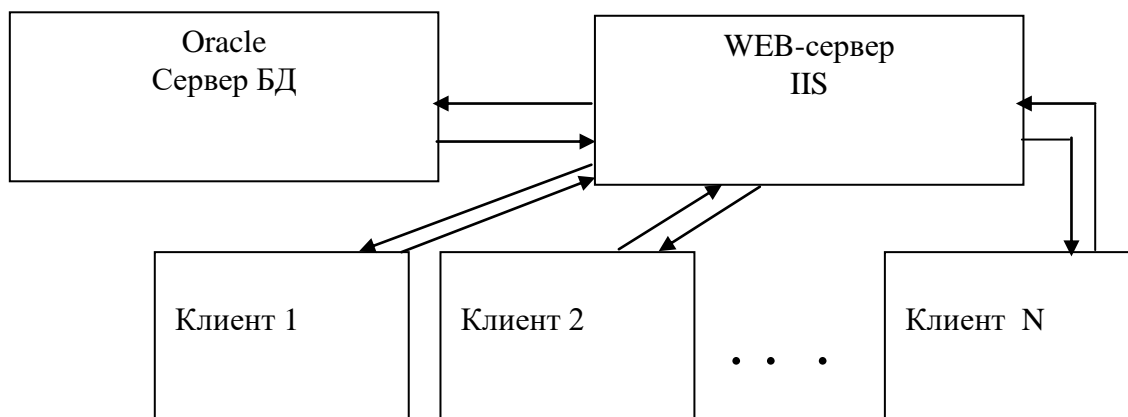 Oracle
Сервер БД
WEB-сервер
IIS
Клиент 1
Клиент 2
. . .
Клиент N